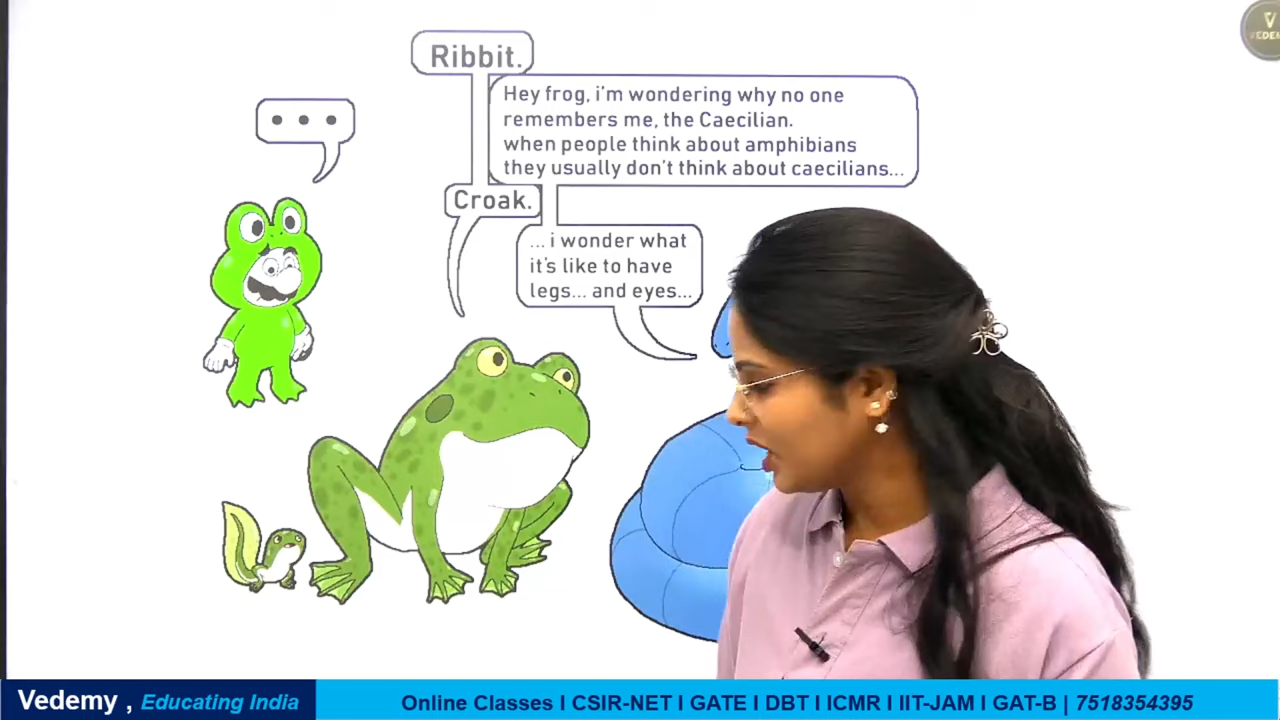 V
VEDEM
Ribbit.
Hey frog, i'm wondering why no one
remembers me, the Caecilian.
when people think about amphibians
they usually don't think about caecilians...
• • •
Croak.
... i wonder what
it's like to have
legs... and eyes...
Vedemy , Educating India
Online Classes I CSIR-NET I GATE I DBT I ICMR I IIT-JAM I GAT-B | 7518354395